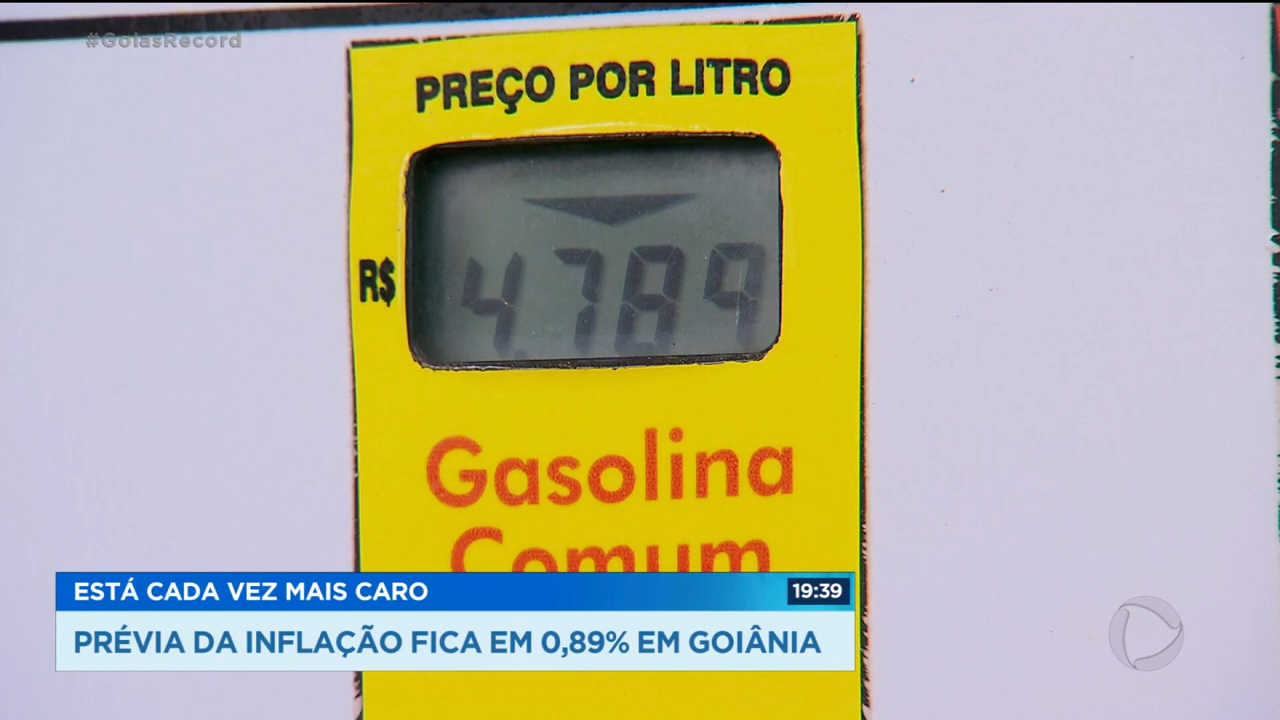 #GoiasRecord
PREÇO POR LITRO
R$ 4.789
Gasolina
Comum
ESTÁ CADA VEZ MAIS CARO 19:39
PRÉVIA DA INFLAÇÃO FICA EM 0,89% EM GOIÂNIA